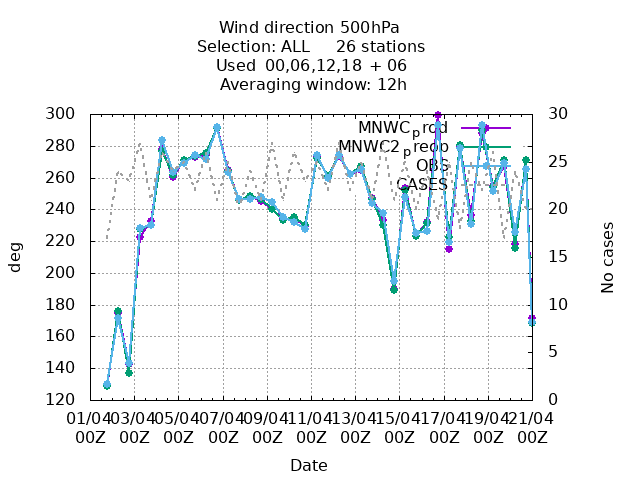 Wind direction 500hPa
Selection: ALL 26 stations
Used 00,06,12,18 + 06
Averaging window: 12h
300 280 260 240 220 200 180 160 140 120
deg
30 25 20 15 10 5 0
No cases
MNWC_prod
MNWC2_preop
OBS
CASES
01/04 03/04 05/04 07/04 09/04 11/04 13/04 15/04 17/04 19/04 21/04
00Z 00Z 00Z 00Z 00Z 00Z 00Z 00Z 00Z 00Z 00Z
Date